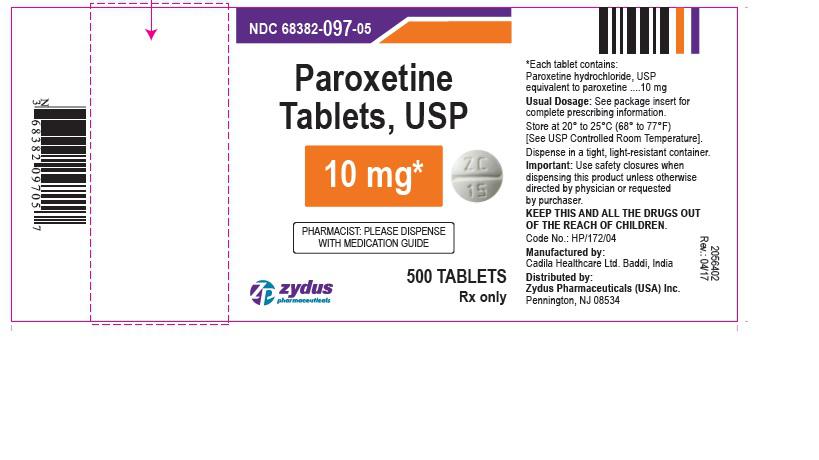 N
3 68382 09705 7
NDC 68382-097-05
Paroxetine
Tablets, USP
10 mg*
ZC
15
PHARMACIST: PLEASE DISPENSE
WITH MEDICATION GUIDE
zydus
pharmaceuticals
500 TABLETS
Rx only
*Each tablet contains:
Paroxetine hydrochloride, USP
equivalent to paroxetine ....10 mg
Usual Dosage: See package insert for
complete prescribing information.
Store at 20° to 25°C (68° to 77°F)
[See USP Controlled Room Temperature].
Dispense in a tight, light-resistant container.
Important: Use safety closures when
dispensing this product unless otherwise
directed by physician or requested
by purchaser.
KEEP THIS AND ALL THE DRUGS OUT
OF THE REACH OF CHILDREN.
Code No.: HP/172/04
Manufactured by:
Cadila Healthcare Ltd. Baddi, India
Distributed by:
Zydus Pharmaceuticals (USA) Inc.
Pennington, NJ 08534
2056402
Rev.: 04/17